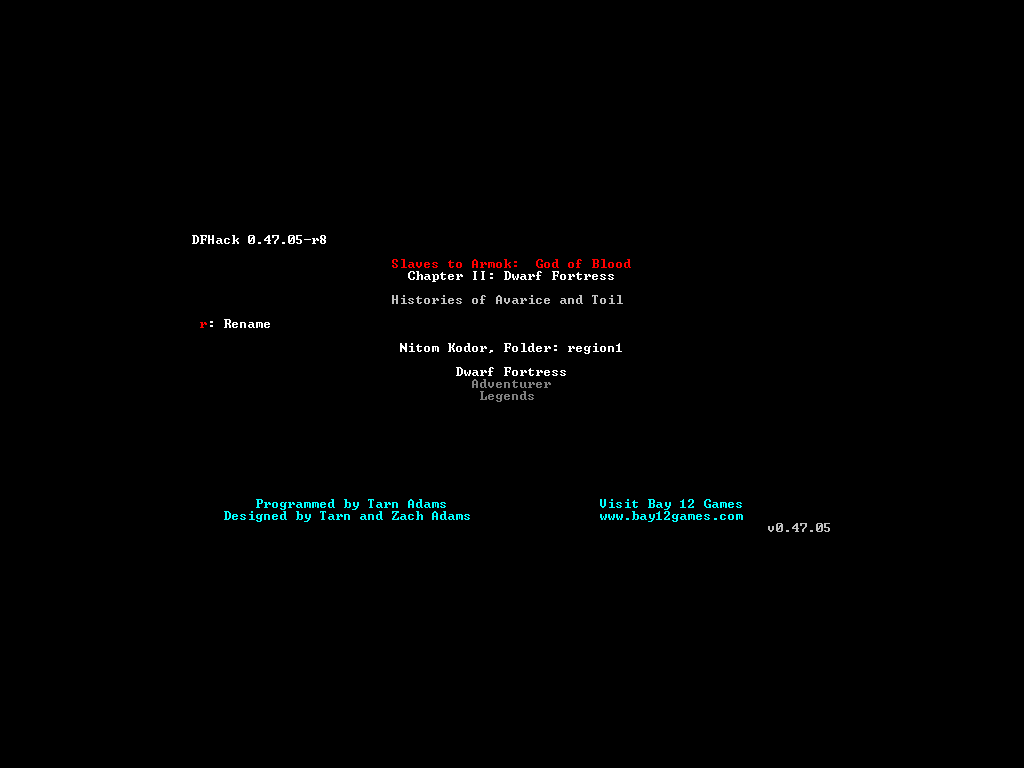 DFHack 0.47.05-r8
Slaves to Armok:  God of Blood
Chapter II: Dwarf Fortress
Histories of Avarice and Toil
r: Rename
Nitom Kodor, Folder: region1
Dwarf Fortress
Adventurer
Legends
Programmed by Tarn Adams
Designed by Tarn and Zach Adams
Visit Bay 12 Games
www.bay12games.com
v0.47.05